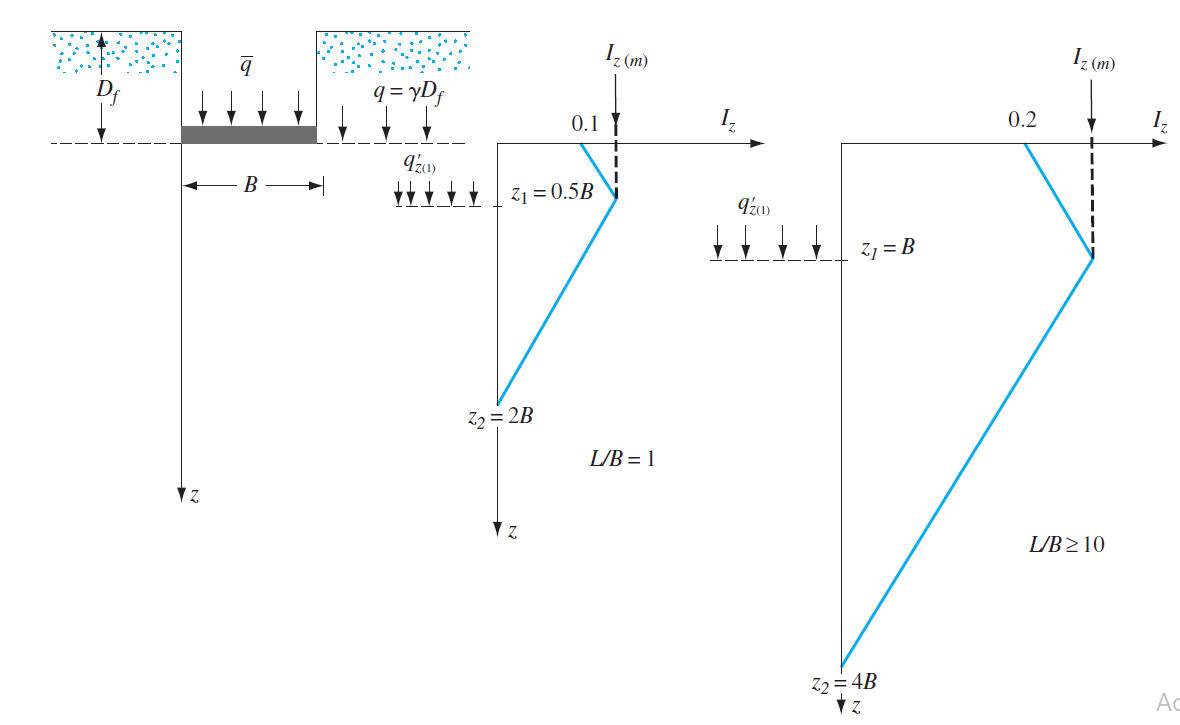 D_f
q̅
q = γD_f
B
z
q′_z(1)
I_z (m)
0.1
I_z
z_1 = 0.5B
z_2 = 2B
L/B = 1
z
q′_z(1)
I_z (m)
0.2
I_z
z_1 = B
L/B ≥ 10
z_2 = 4B
z
Ac